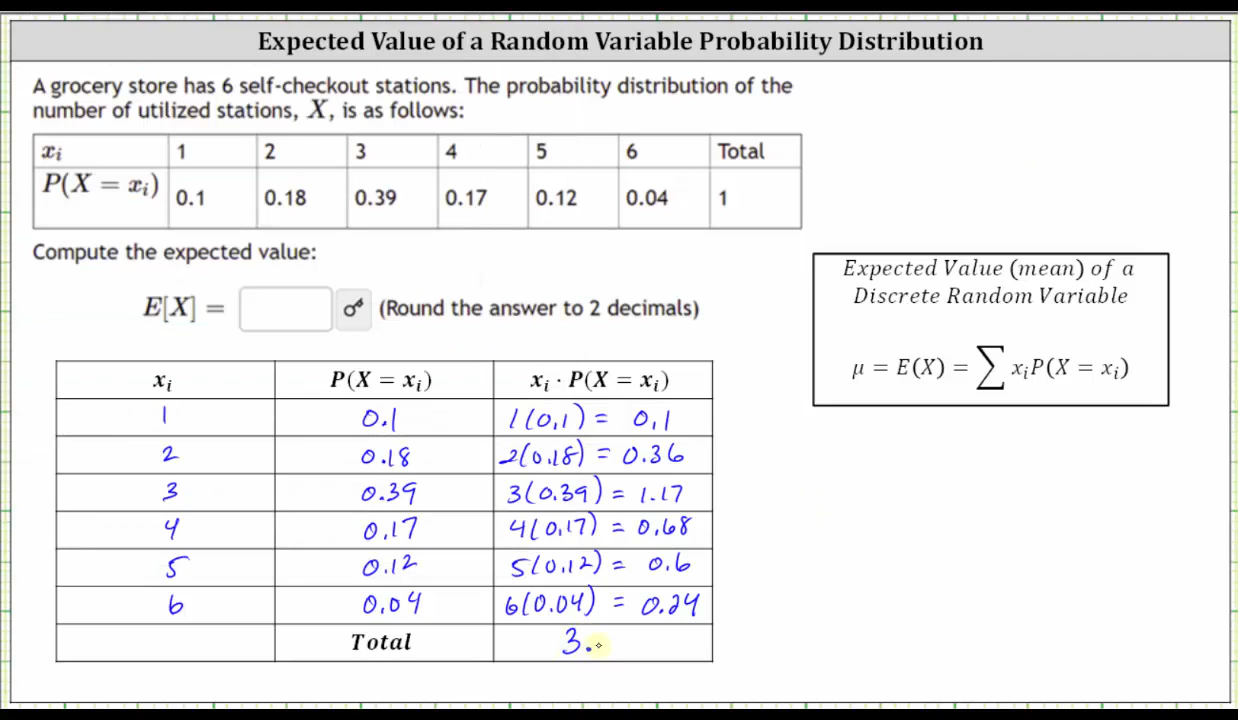 Expected Value of a Random Variable Probability Distribution
A grocery store has 6 self-checkout stations. The probability distribution of the
number of utilized stations, X, is as follows:
xᵢ 1 2 3 4 5 6 Total
P(X = xᵢ) 0.1 0.18 0.39 0.17 0.12 0.04 1
Compute the expected value:
E[X] = (Round the answer to 2 decimals)
Expected Value (mean) of a
Discrete Random Variable
μ = E(X) = ∑ xᵢP(X = xᵢ)
xᵢ P(X = xᵢ) xᵢ · P(X = xᵢ)
1 0.1 1(0.1) = 0.1
2 0.18 2(0.18) = 0.36
3 0.39 3(0.39) = 1.17
4 0.17 4(0.17) = 0.68
5 0.12 5(0.12) = 0.6
6 0.04 6(0.04) = 0.24
Total 3.